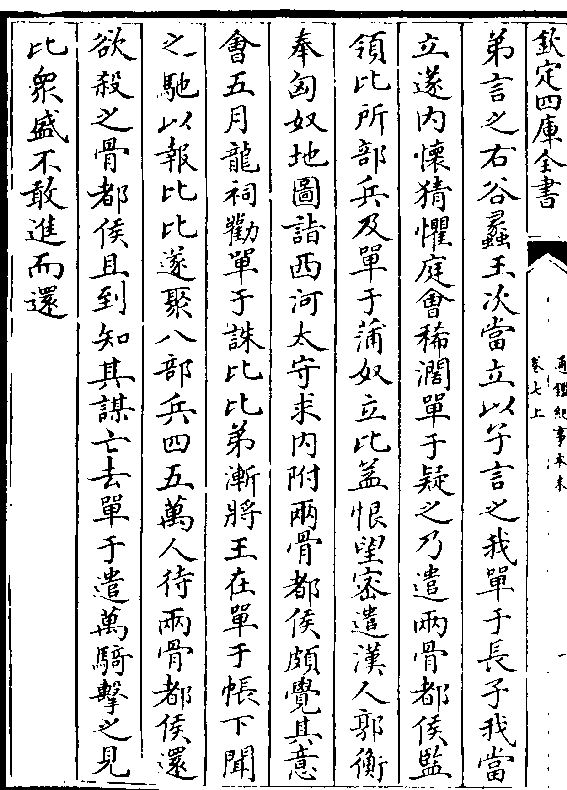 欽定四庫全書
通鑑紀事本末
卷七上
一
弟言之右谷蠡王次當立以子言之我單于長子我當
立遂内懷猜懼庭會稀濶單于疑之乃遣兩骨都侯監
領比所部兵及單于蒲奴立比益恨望密遣漢人郭衡
奉匈奴地圖詣西河太守求内附兩骨都侯頗覺其意
會五月龍祠勸單于誅比比弟漸將王在單于帳下聞
之馳以報比比遂聚八部兵四五萬人待兩骨都侯還
欲殺之骨都侯且到知其謀亡去單于遣萬騎擊之見
比衆盛不敢進而還